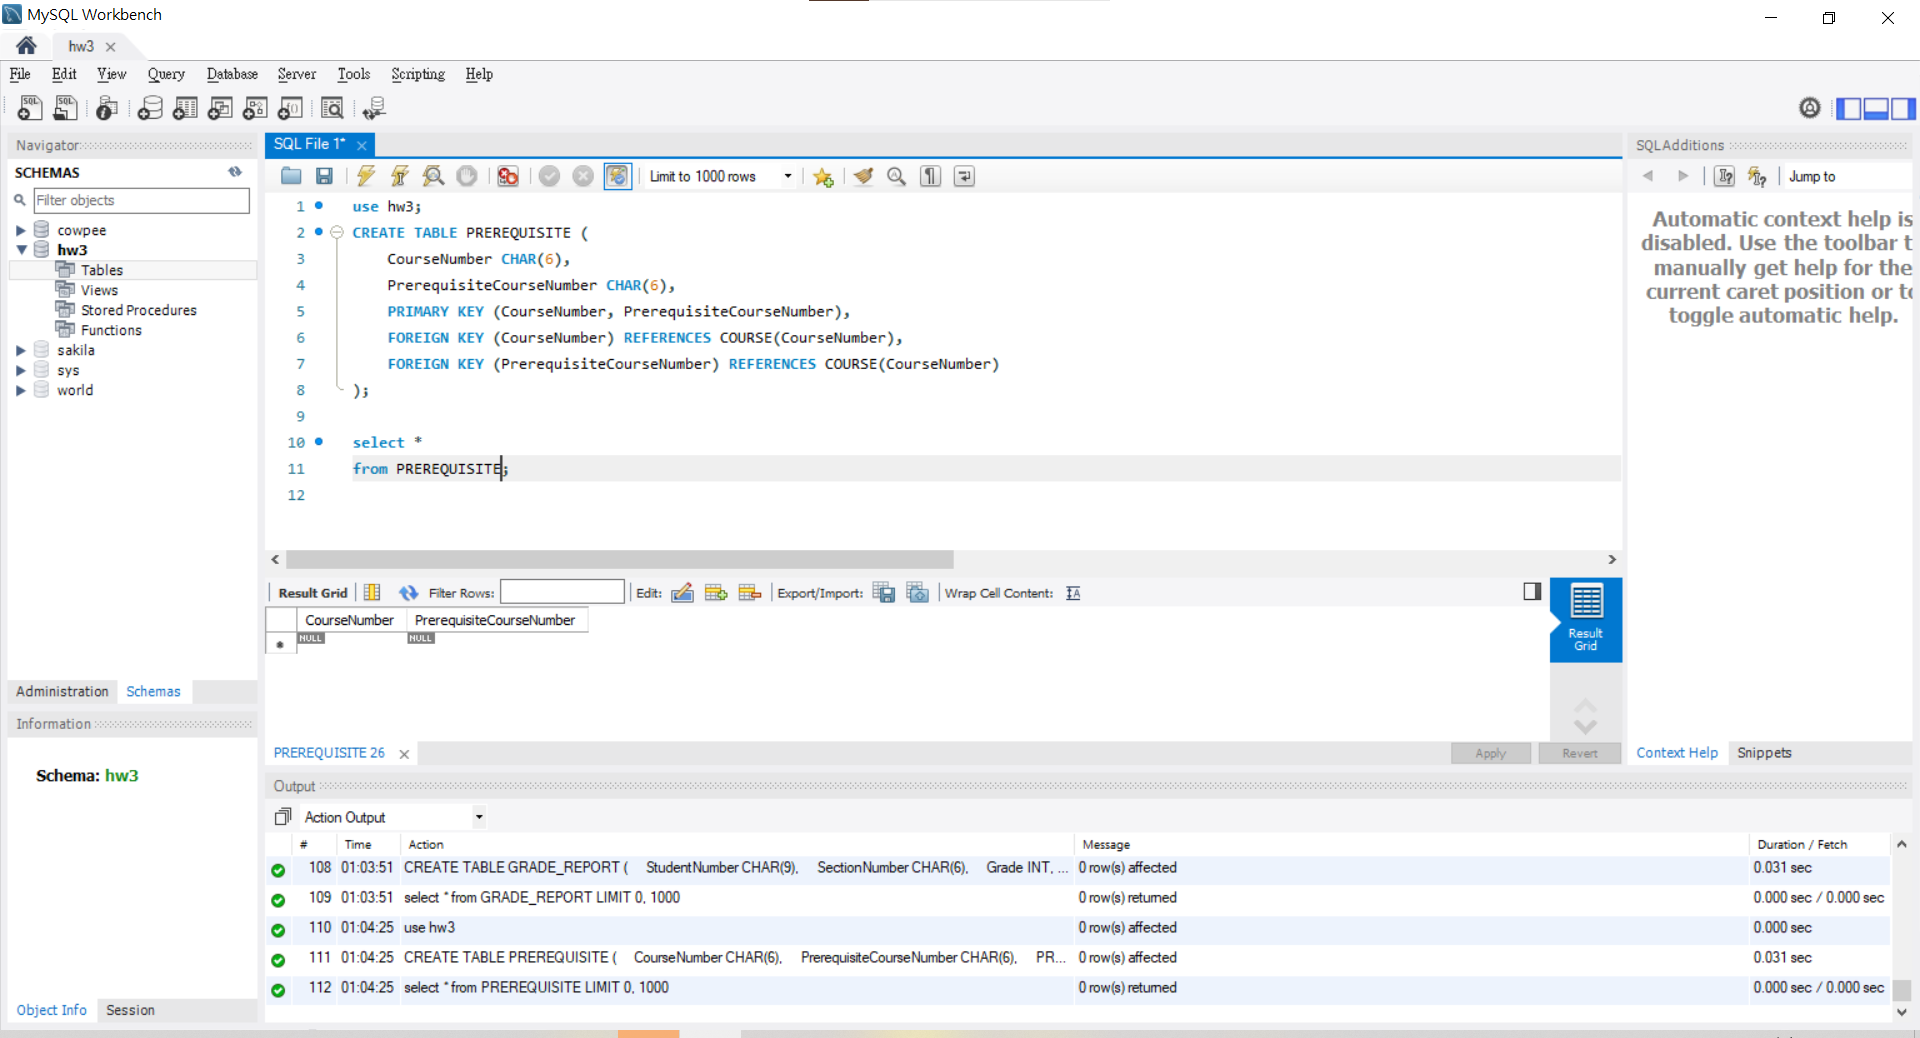 MySQL Workbench
hw3
File Edit View Query Database Server Tools Scripting Help
Navigator
SCHEMAS
Filter objects
cowpee
hw3
Tables
Views
Stored Procedures
Functions
sakila
sys
world
Administration Schemas
Information
Schema: hw3
Object Info Session
SQL File 1*
Limit to 1000 rows
1 use hw3;
2 CREATE TABLE PREREQUISITE (
3 CourseNumber CHAR(6),
4 PrerequisiteCourseNumber CHAR(6),
5 PRIMARY KEY (CourseNumber, PrerequisiteCourseNumber),
6 FOREIGN KEY (CourseNumber) REFERENCES COURSE(CourseNumber),
7 FOREIGN KEY (PrerequisiteCourseNumber) REFERENCES COURSE(CourseNumber)
8 );
9
10 select *
11 from PREREQUISITE;
12
Result Grid Filter Rows: Edit: Export/Import: Wrap Cell Content:
CourseNumber PrerequisiteCourseNumber
NULL NULL
Result
Grid
PREREQUISITE 26
Apply Revert
SQLAdditions
Jump to
Automatic context help is
disabled. Use the toolbar t
manually get help for the
current caret position or to
toggle automatic help.
Context Help Snippets
Output
Action Output
# Time Action Message Duration / Fetch
108 01:03:51 CREATE TABLE GRADE_REPORT ( StudentNumber CHAR(9), SectionNumber CHAR(6), Grade INT, ... 0 row(s) affected 0.031 sec
109 01:03:51 select * from GRADE_REPORT LIMIT 0, 1000 0 row(s) returned 0.000 sec / 0.000 sec
110 01:04:25 use hw3 0 row(s) affected 0.000 sec
111 01:04:25 CREATE TABLE PREREQUISITE ( CourseNumber CHAR(6), PrerequisiteCourseNumber CHAR(6), PR... 0 row(s) affected 0.031 sec
112 01:04:25 select * from PREREQUISITE LIMIT 0, 1000 0 row(s) returned 0.000 sec / 0.000 sec